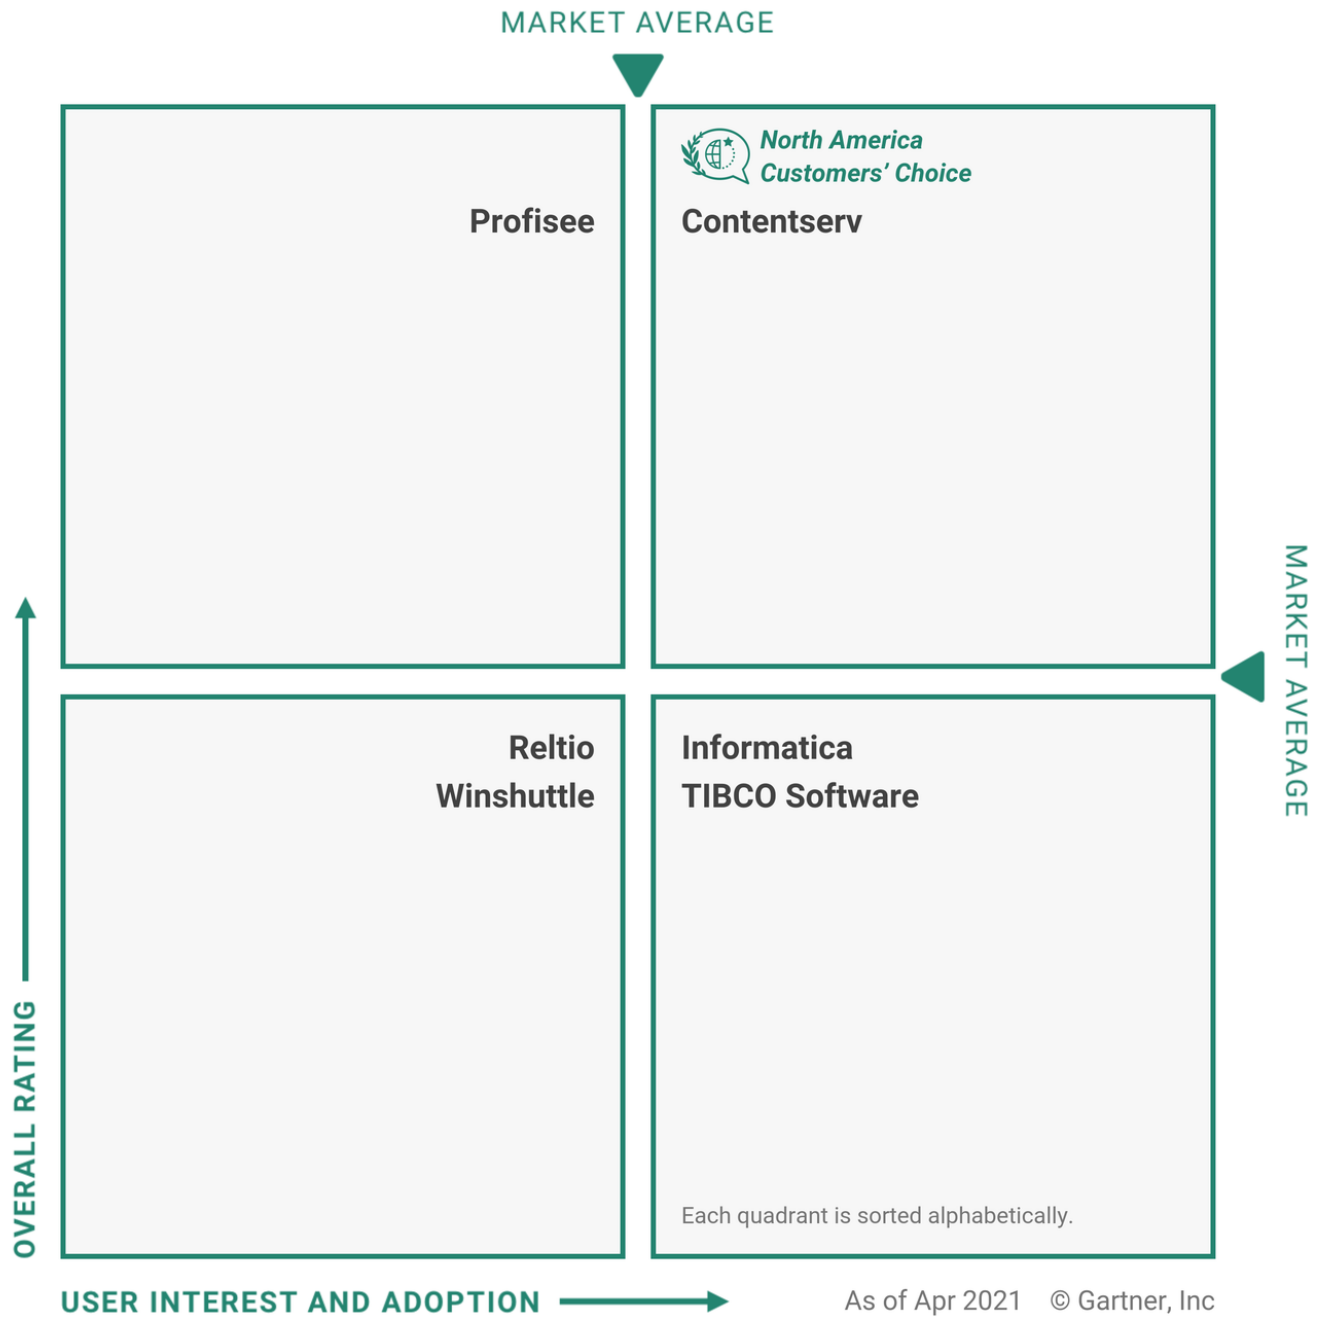 MARKET AVERAGE
North America
Customers’ Choice
Profisee
Contentserv
MARKET AVERAGE
Reltio
Winshuttle
Informatica
TIBCO Software
Each quadrant is sorted alphabetically.
OVERALL RATING
USER INTEREST AND ADOPTION
As of Apr 2021 © Gartner, Inc